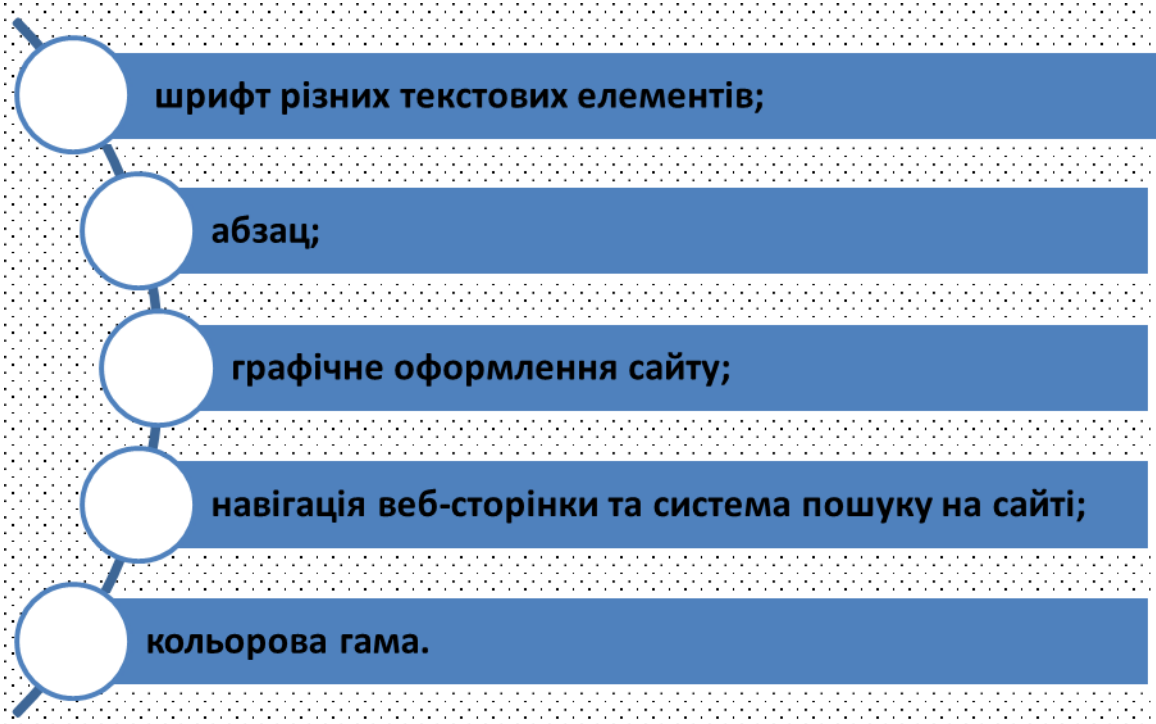 шрифт різних текстових елементів;
абзац;
графічне оформлення сайту;
навігація веб-сторінки та система пошуку на сайті;
кольорова гама.